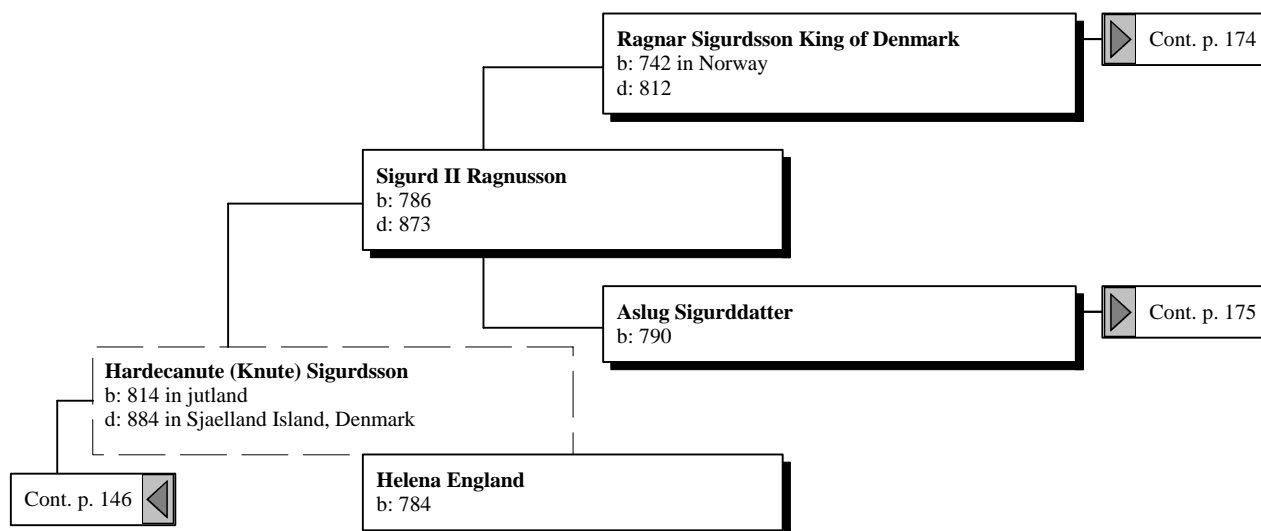 Ragnar Sigurdsson King of Denmark
b: 742 in Norway
d: 812
Cont. p. 174
Sigurd II Ragnusson
b: 786
d: 873
Aslug Sigurddatter
b: 790
Cont. p. 175
Hardecanute (Knute) Sigurdsson
b: 814 in jutland
d: 884 in Sjaelland Island, Denmark
Cont. p. 146
Helena England
b: 784